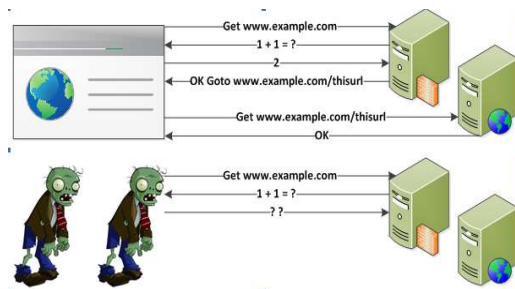 Get www.example.com
1 + 1 = ?
2
OK Goto www.example.com/thisurl
Get www.example.com/thisurl
OK
Get www.example.com
1 + 1 = ?
? ?